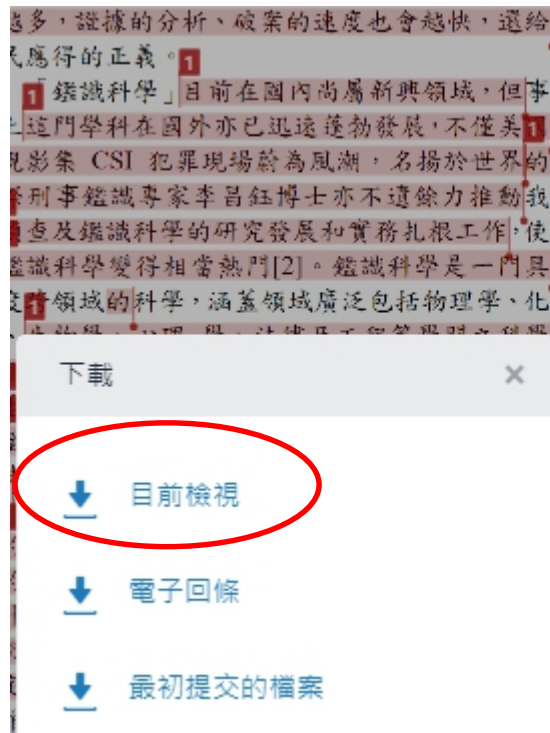 越多，證據的分析、破案的速度也會越快，還給
民應得的正義。1
1「鑑識科學」目前在國內尚屬新興領域，但事
上這門學科在國外亦已迅速蓬勃發展，不僅美1
影集 CSI 犯罪現場蔚為風潮，名揚於世界的
刑事鑑識專家李昌鈺博士亦不遺餘力推動我
查及鑑識科學的研究發展和實務扎根工作，使
鑑識科學變得相當熱門[2]。鑑識科學是一門具
度 領域的科學，涵蓋領域廣泛包括物理學、化
下載 ×
目前檢視
電子回條
最初提交的檔案